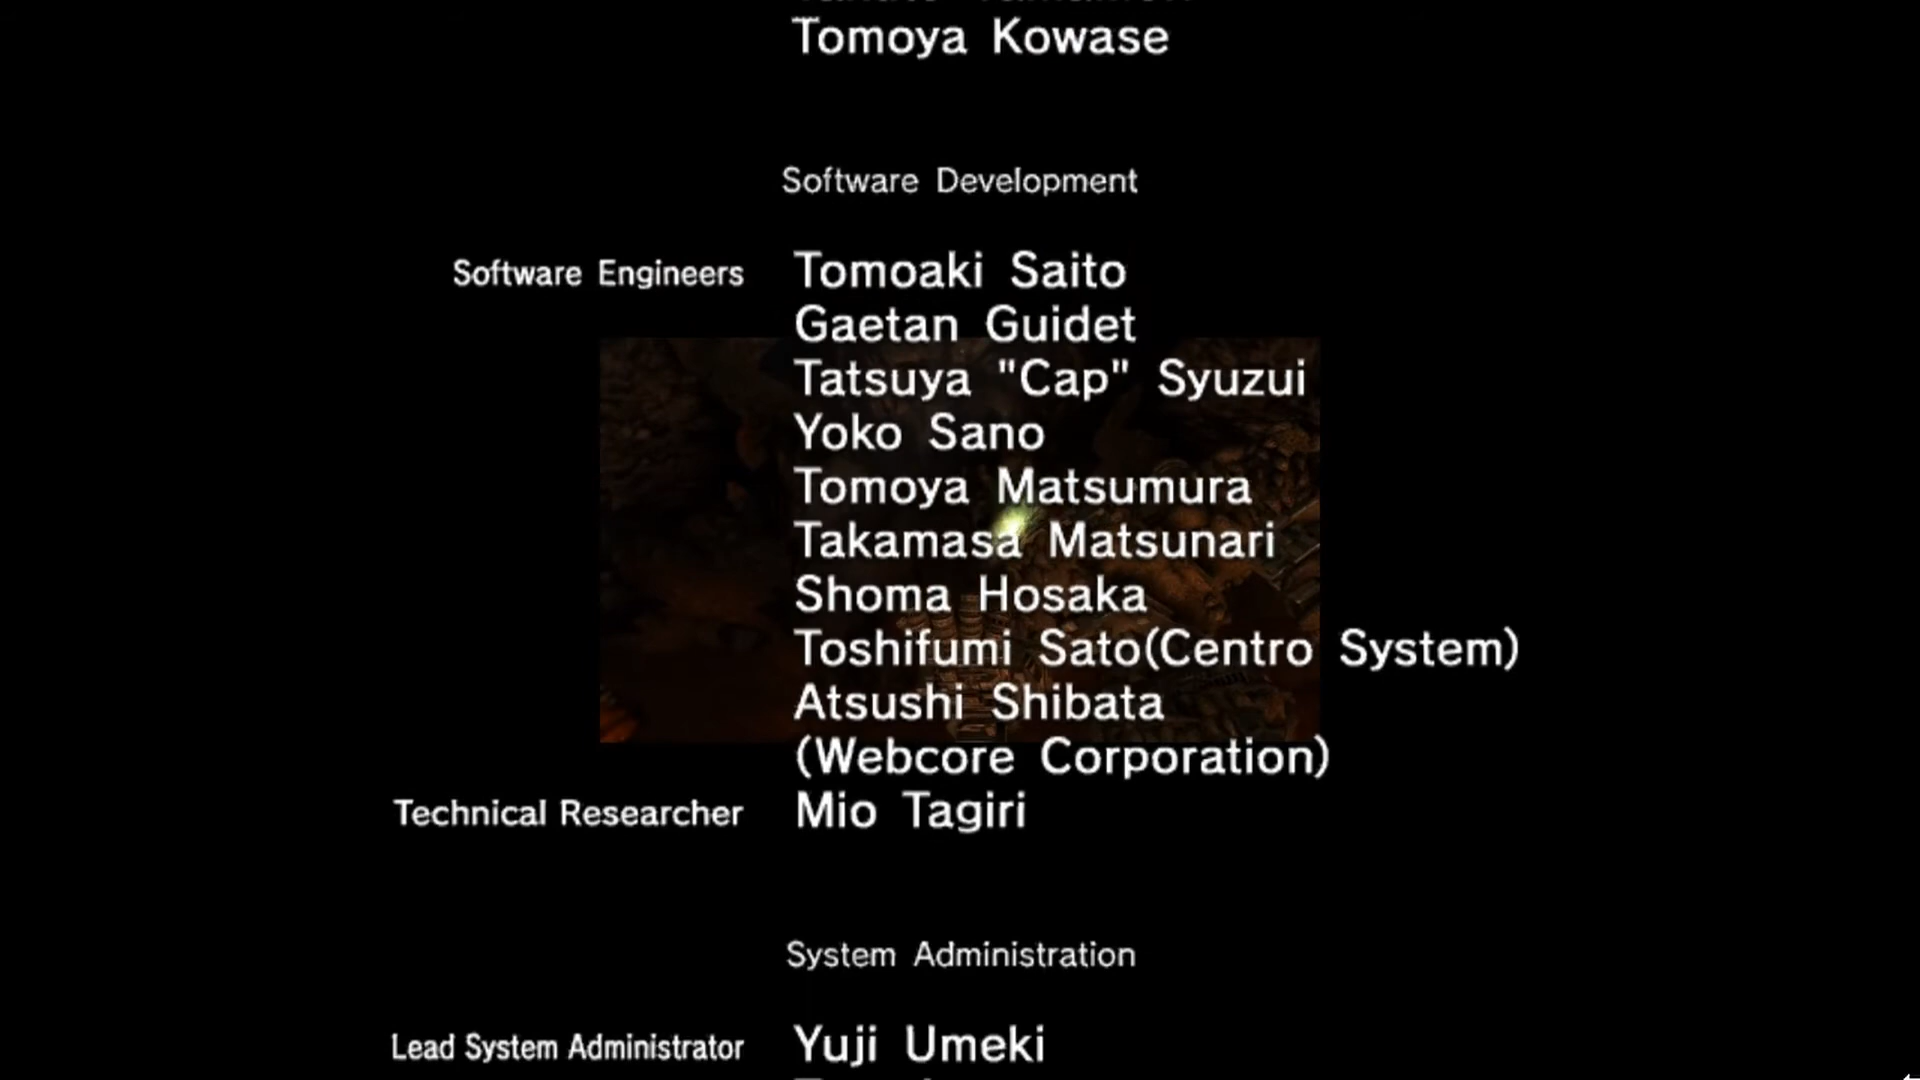 Tomoya Kowase
Software Development
Software Engineers Tomoaki Saito
Gaetan Guidet
Tatsuya "Cap" Syuzui
Yoko Sano
Tomoya Matsumura
Takamasa Matsunari
Shoma Hosaka
Toshifumi Sato(Centro System)
Atsushi Shibata
(Webcore Corporation)
Technical Researcher Mio Tagiri
System Administration
Lead System Administrator Yuji Umeki